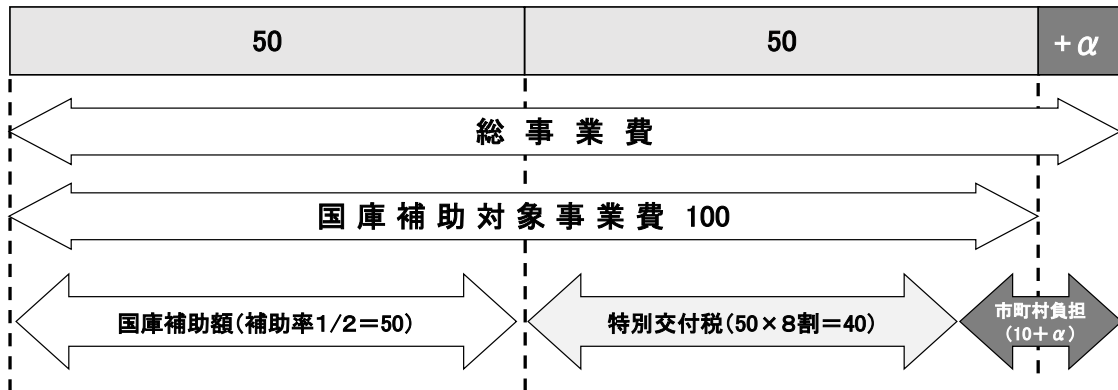 50 50 +α
総事業費
国庫補助対象事業費 100
国庫補助額(補助率1/2=50) 特別交付税(50×8割=40) 市町村負担
(10+α)